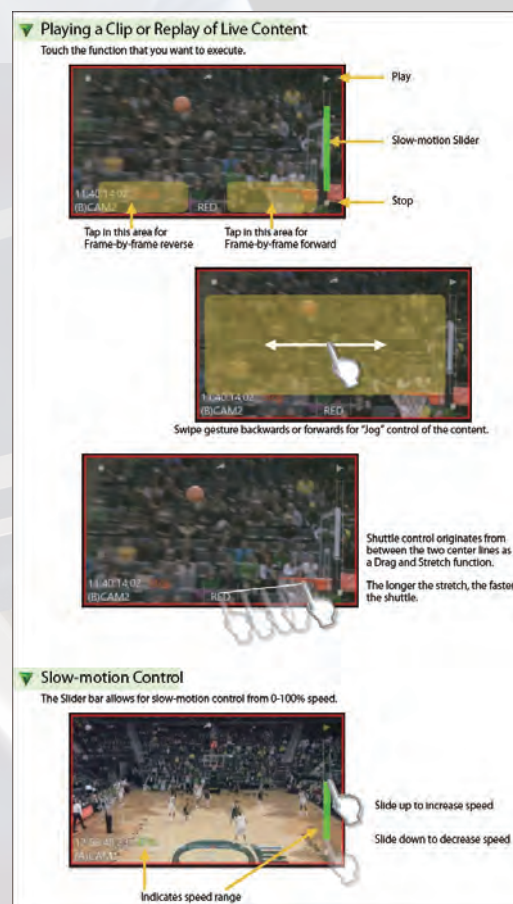 Playing a Clip or Replay of Live Content
Touch the function that you want to execute.
Play
Slow-motion Slider
Stop
11:40:14:02
(B)CAM2
RED
Tap in this area for
Frame-by-frame reverse
Tap in this area for
Frame-by-frame forward
11:40:14:02
(B)CAM2
RED
Swipe gesture backwards or forwards for "Jog" control of the content.
11:40:14:02
(B)CAM2
RED
Shuttle control originates from
between the two center lines as
a Drag and Stretch function.
The longer the stretch, the faster
the shuttle.
Slow-motion Control
The Slider bar allows for slow-motion control from 0-100% speed.
Slide up to increase speed
Slide down to decrease speed
Indicates speed range